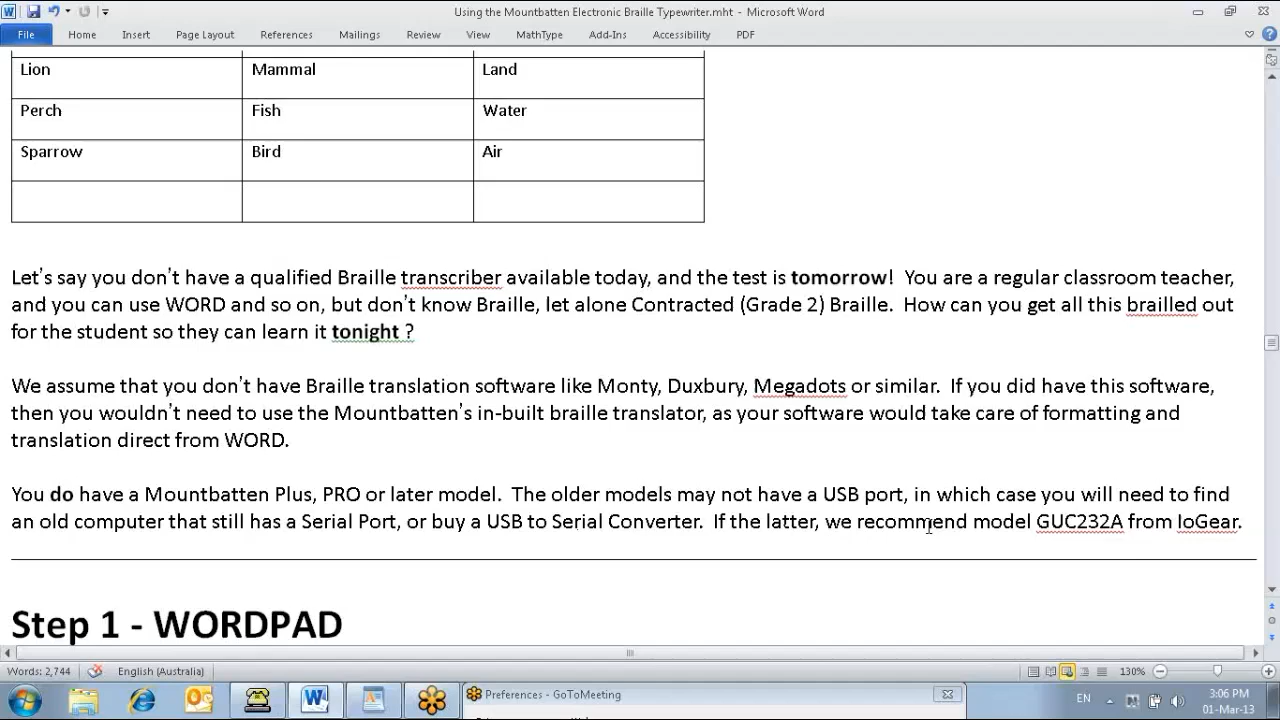 Using the Mountbatten Electronic Braille Typewriter.mht - Microsoft Word
File Home Insert Page Layout References Mailings Review View MathType Add-Ins Accessibility PDF
Lion Mammal Land
Perch Fish Water
Sparrow Bird Air
Let's say you don't have a qualified Braille transcriber available today, and the test is tomorrow! You are a regular classroom teacher,
and you can use WORD and so on, but don't know Braille, let alone Contracted (Grade 2) Braille. How can you get all this brailled out
for the student so they can learn it tonight ?
We assume that you don't have Braille translation software like Monty, Duxbury, Megadots or similar. If you did have this software,
then you wouldn't need to use the Mountbatten's in-built braille translator, as your software would take care of formatting and
translation direct from WORD.
You do have a Mountbatten Plus, PRO or later model. The older models may not have a USB port, in which case you will need to find
an old computer that still has a Serial Port, or buy a USB to Serial Converter. If the latter, we recommend model GUC232A from IoGear.
Step 1 - WORDPAD
Words: 2,744 English (Australia) 130%
Preferences - GoToMeeting
EN 3:06 PM
01-Mar-13